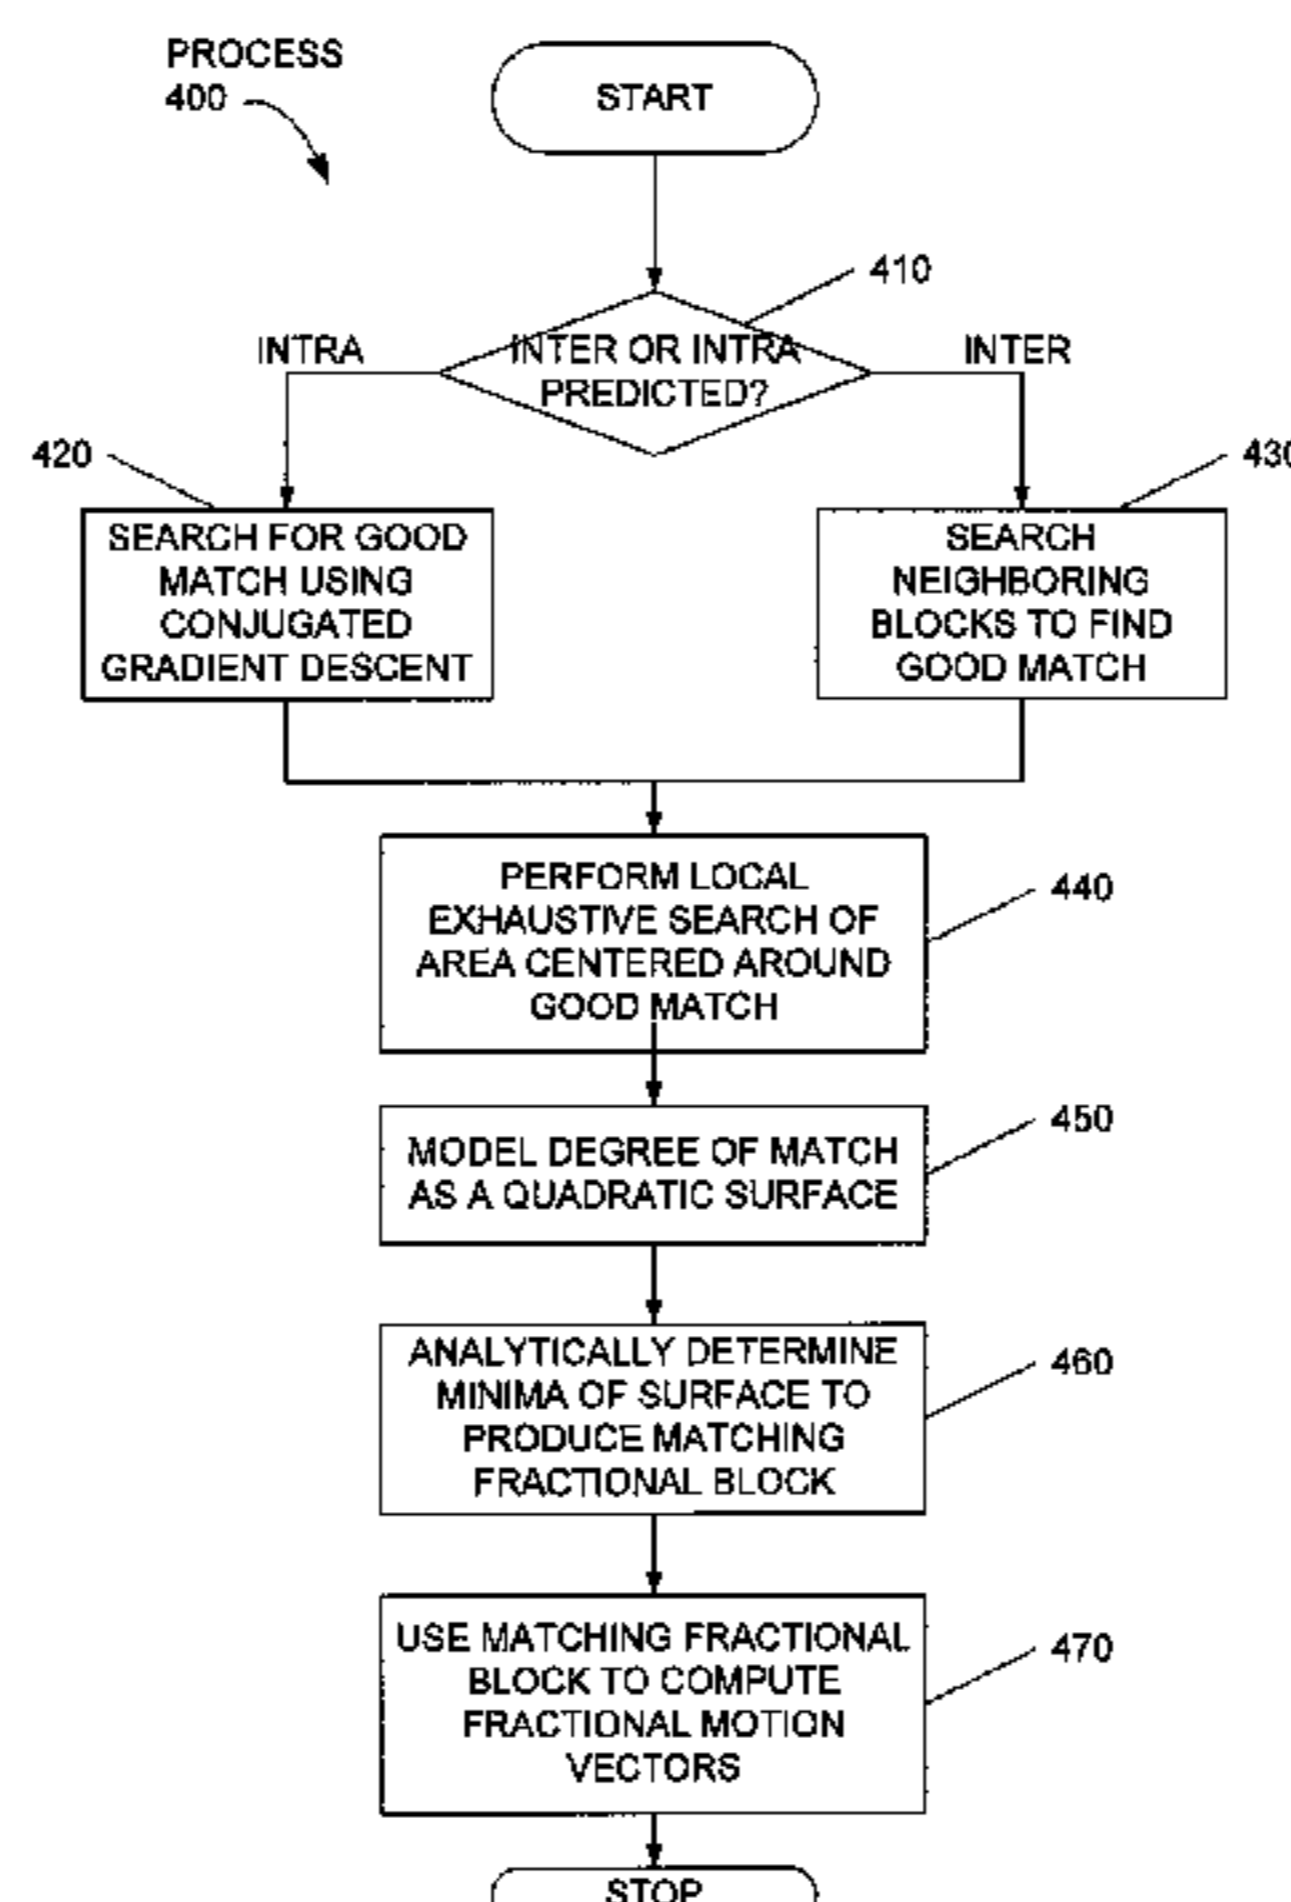 PROCESS
400
START
410
INTRA
INTER OR INTRA
PREDICTED?
INTER
420
430
SEARCH FOR GOOD
MATCH USING
CONJUGATED
GRADIENT DESCENT
SEARCH
NEIGHBORING
BLOCKS TO FIND
GOOD MATCH
PERFORM LOCAL
EXHAUSTIVE SEARCH OF
AREA CENTERED AROUND
GOOD MATCH
440
MODEL DEGREE OF MATCH
AS A QUADRATIC SURFACE
450
ANALYTICALLY DETERMINE
MINIMA OF SURFACE TO
PRODUCE MATCHING
FRACTIONAL BLOCK
460
USE MATCHING FRACTIONAL
BLOCK TO COMPUTE
FRACTIONAL MOTION
VECTORS
470
STOP